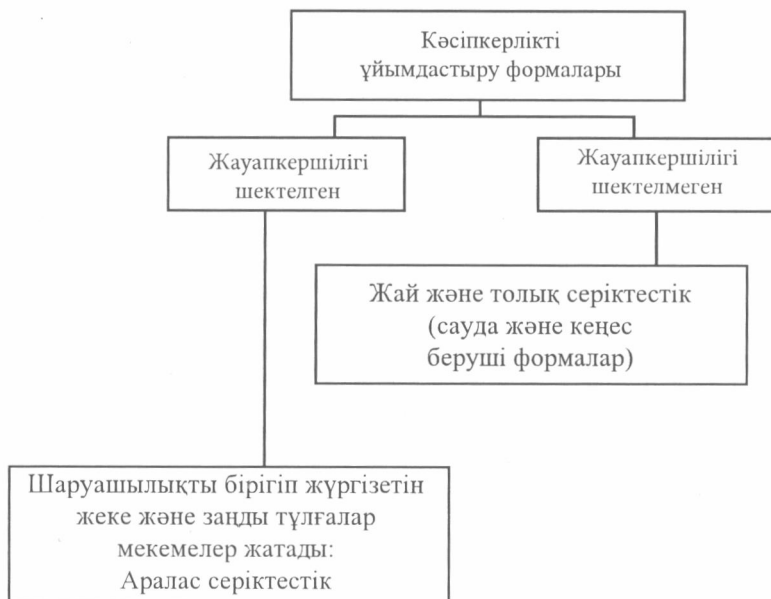 Кәсіпкерлікті
ұйымдастыру формалары
Жауапкершілігі
шектелген
Жауапкершілігі
шектелмеген
Жай және толық серіктестік
(сауда және кеңес
беруші формалар)
Шаруашылықты бірігіп жүргізетін
жеке және заңды тұлғалар
мекемелер жатады:
Аралас серіктестік